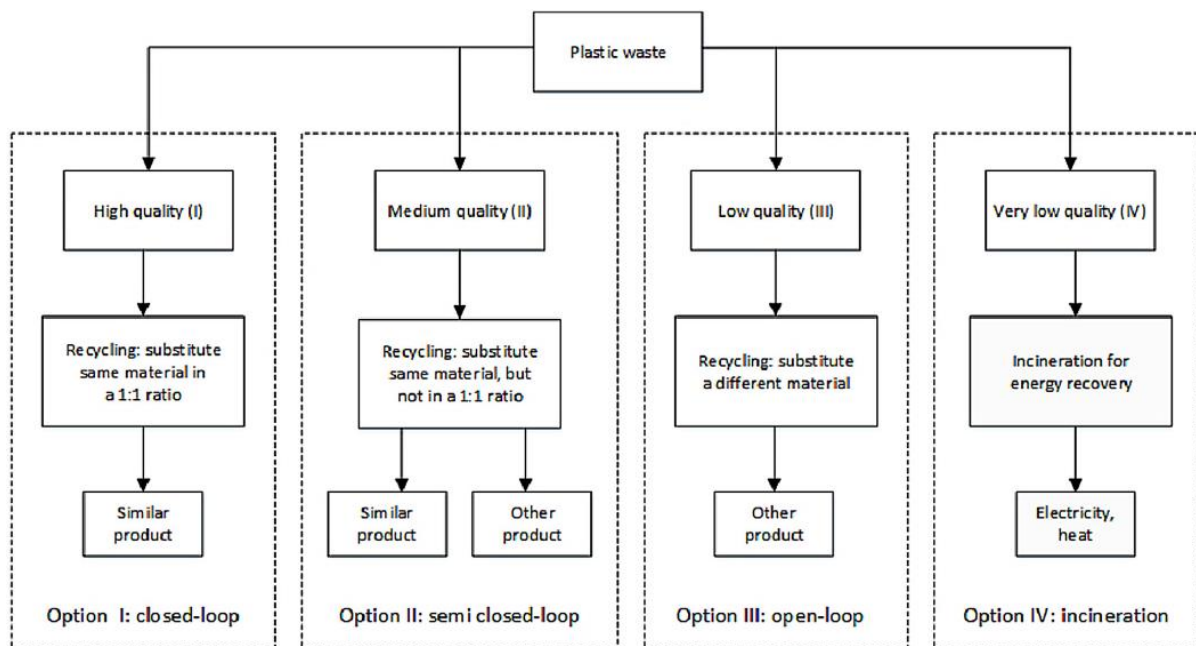 Plastic waste
High quality (I)
Medium quality (II)
Low quality (III)
Very low quality (IV)
Recycling: substitute
same material in
a 1:1 ratio
Recycling: substitute
same material, but
not in a 1:1 ratio
Recycling: substitute
a different material
Incineration for
energy recovery
Similar
product
Similar
product
Other
product
Other
product
Electricity,
heat
Option I: closed-loop
Option II: semi closed-loop
Option III: open-loop
Option IV: incineration